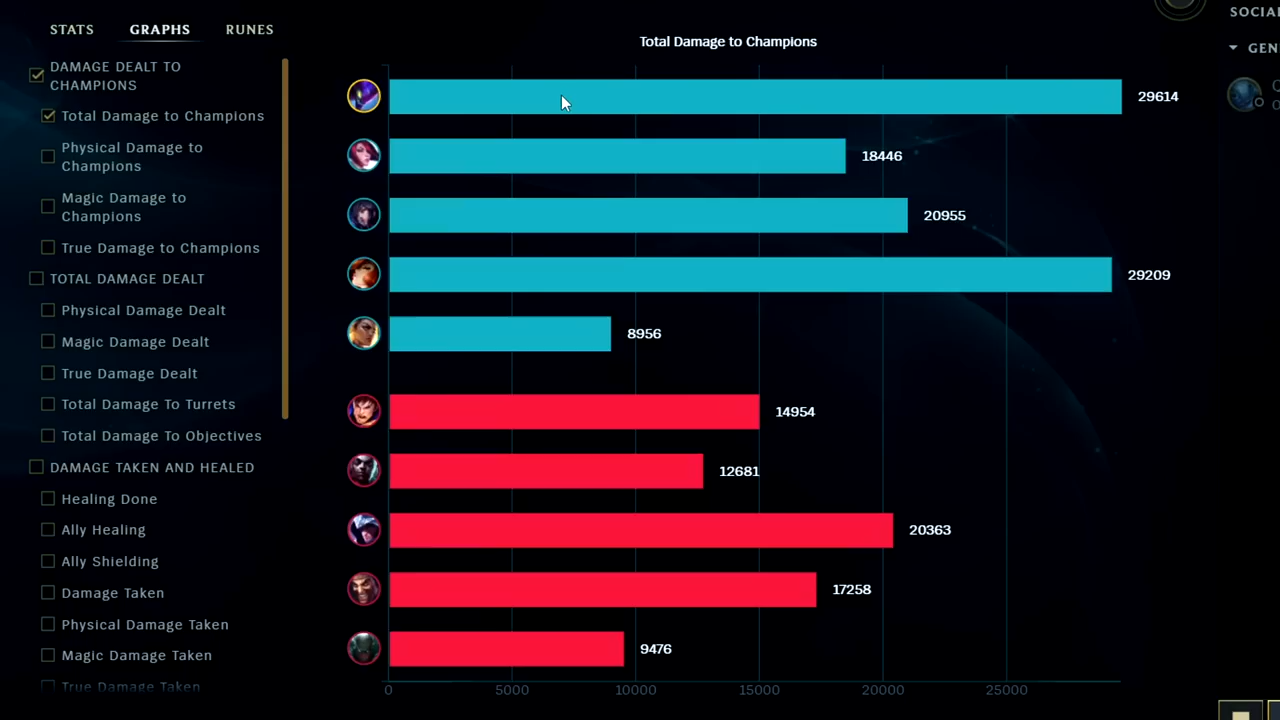 STATS
GRAPHS
RUNES
SOCIA
GEN
DAMAGE DEALT TO
CHAMPIONS
Total Damage to Champions
Physical Damage to
Champions
Magic Damage to
Champions
True Damage to Champions
TOTAL DAMAGE DEALT
Physical Damage Dealt
Magic Damage Dealt
True Damage Dealt
Total Damage To Turrets
Total Damage To Objectives
DAMAGE TAKEN AND HEALED
Healing Done
Ally Healing
Ally Shielding
Damage Taken
Physical Damage Taken
Magic Damage Taken
True Damage Taken
Total Damage to Champions
29614
18446
20955
29209
8956
14954
12681
20363
17258
9476
0 5000 10000 15000 20000 25000